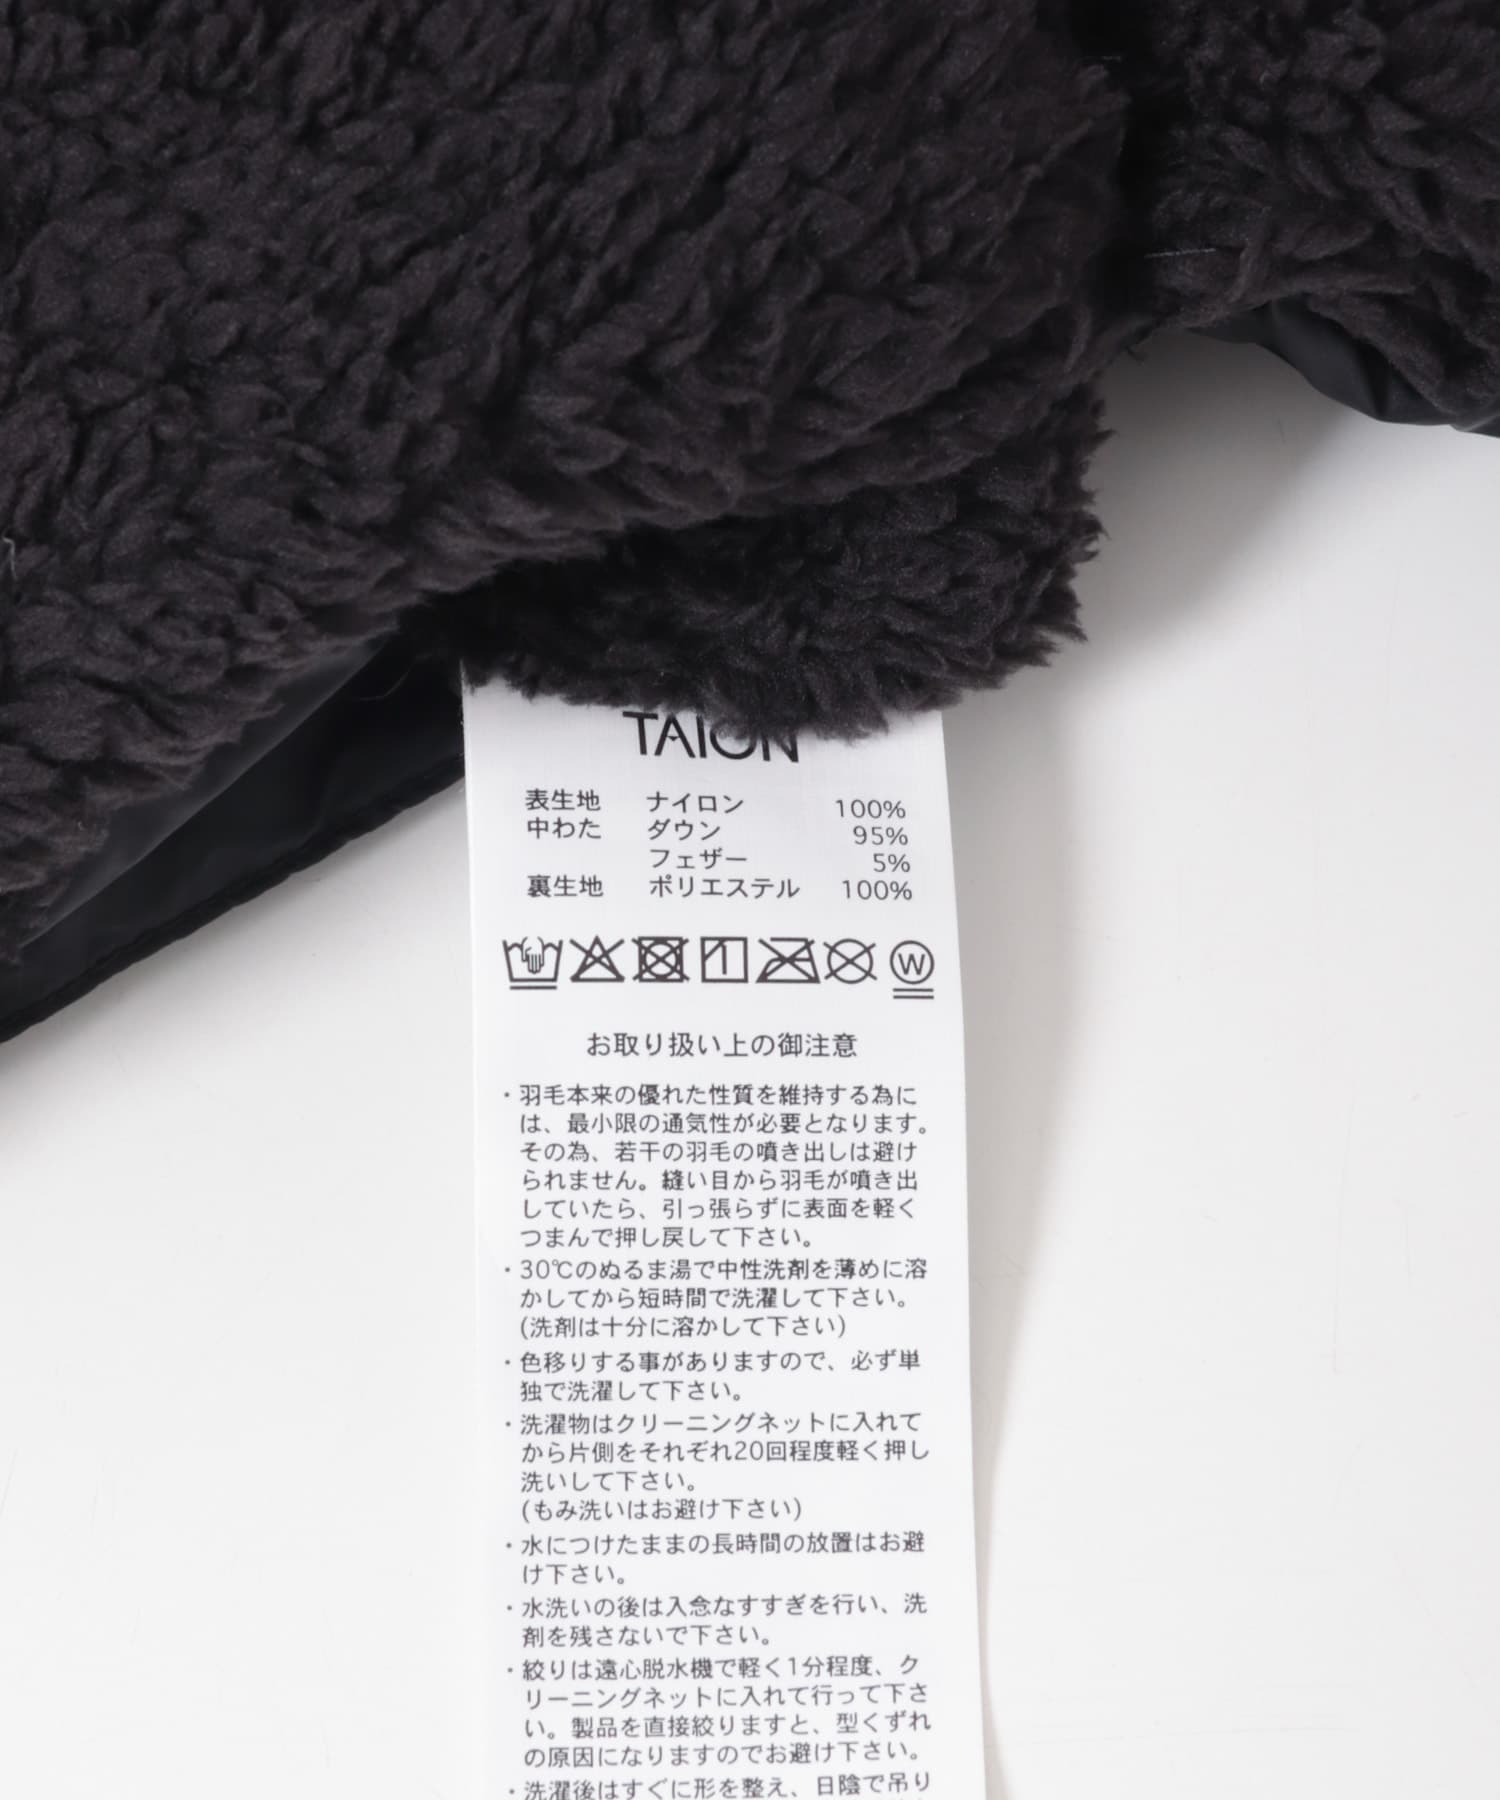 TAION
表生地 ナイロン 100%
中わた ダウン 95%
フェザー 5%
裏生地 ポリエステル 100%
W
お取り扱い上の御注意
・羽毛本来の優れた性質を維持する為に
は、最小限の通気性が必要となります。
その為、若干の羽毛の噴き出しは避け
られません。縫い目から羽毛が噴き出
していたら、引っ張らずに表面を軽く
つまんで押し戻して下さい。
・30℃のぬるま湯で中性洗剤を薄めに溶
かしてから短時間で洗濯して下さい。
(洗剤は十分に溶かして下さい)
・色移りする事がありますので、必ず単
独で洗濯して下さい。
・洗濯物はクリーニングネットに入れて
から片側をそれぞれ20回程度軽く押し
洗いして下さい。
(もみ洗いはお避け下さい)
・水につけたままの長時間の放置はお避
け下さい。
・水洗いの後は入念なすすぎを行い、洗
剤を残さないで下さい。
・絞りは遠心脱水機で軽く1分程度、ク
リーニングネットに入れて行って下さ
い。製品を直接絞りますと、型くずれ
の原因になりますのでお避け下さい。
・洗濯後はすぐに形を整え、日陰で吊り